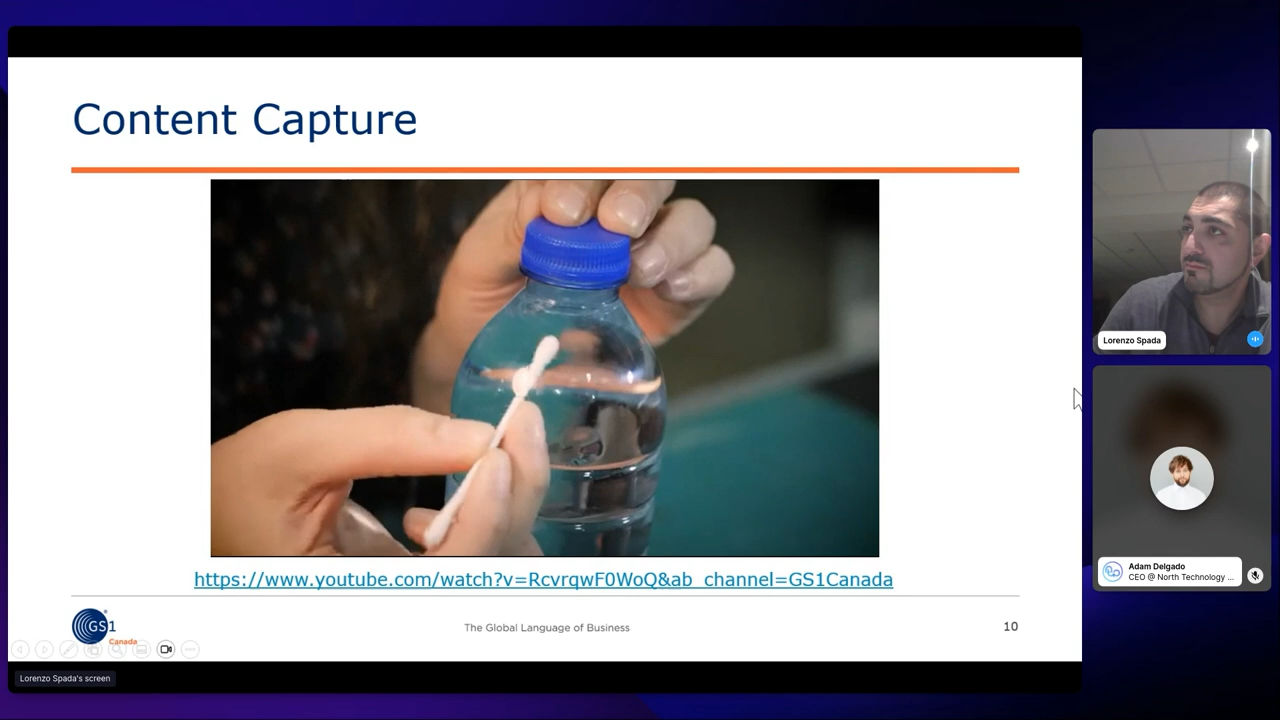 Content Capture
https://www.youtube.com/watch?v=RcvrqwF0WoQ&ab_channel=GS1Canada
GS1
Canada
The Global Language of Business
10
Lorenzo Spada's screen
Lorenzo Spada
Adam Delgado
CEO @ North Technology ...